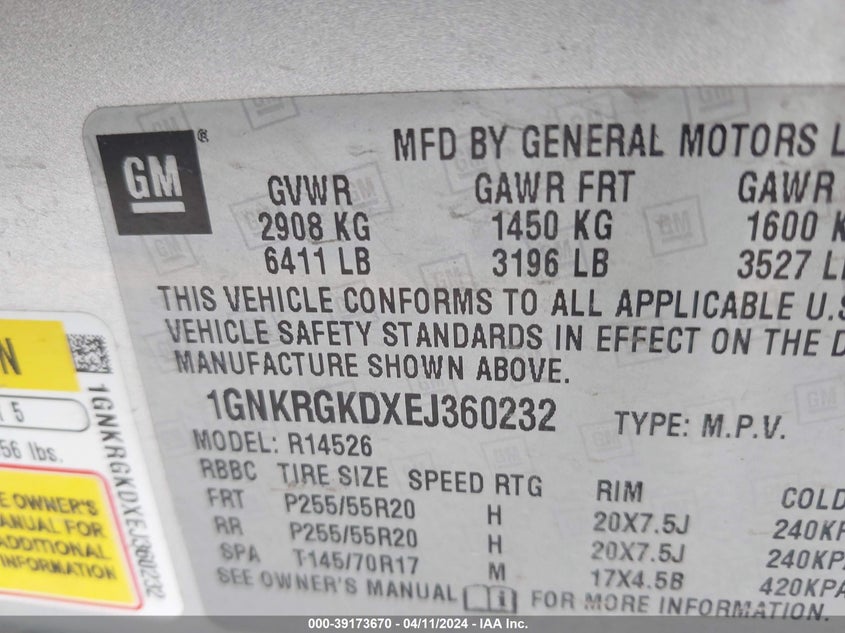 GM ®
MFD BY GENERAL MOTORS L
GVWR GAWR FRT GAWR
2908 KG 1450 KG 1600 K
6411 LB 3196 LB 3527 L
THIS VEHICLE CONFORMS TO ALL APPLICABLE U.S
VEHICLE SAFETY STANDARDS IN EFFECT ON THE D
MANUFACTURE SHOWN ABOVE.
1GNKRGKDXEJ360232 TYPE: M.P.V.
MODEL: R14526
RBBC TIRE SIZE SPEED RTG RIM COLD
FRT P255/55R20 H 20X7.5J 240KP
RR P255/55R20 H 20X7.5J 240KPA
SPA T145/70R17 M 17X4.5B 420KPA
SEE OWNER'S MANUAL FOR MORE INFORMATION.
N
5
56 lbs.
E OWNER'S
ANUAL FOR
ADDITIONAL
INFORMATION
1GNKRGKDXEJ360232
000-39173670 - 04/11/2024 - IAA Inc.